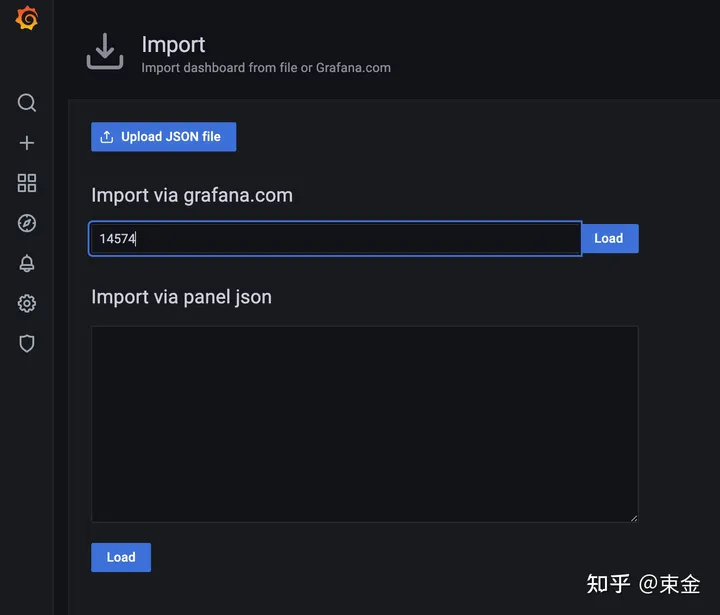 Import
Import dashboard from file or Grafana.com
Upload JSON file
Import via grafana.com
14574
Load
Import via panel json
Load
知乎 @束金